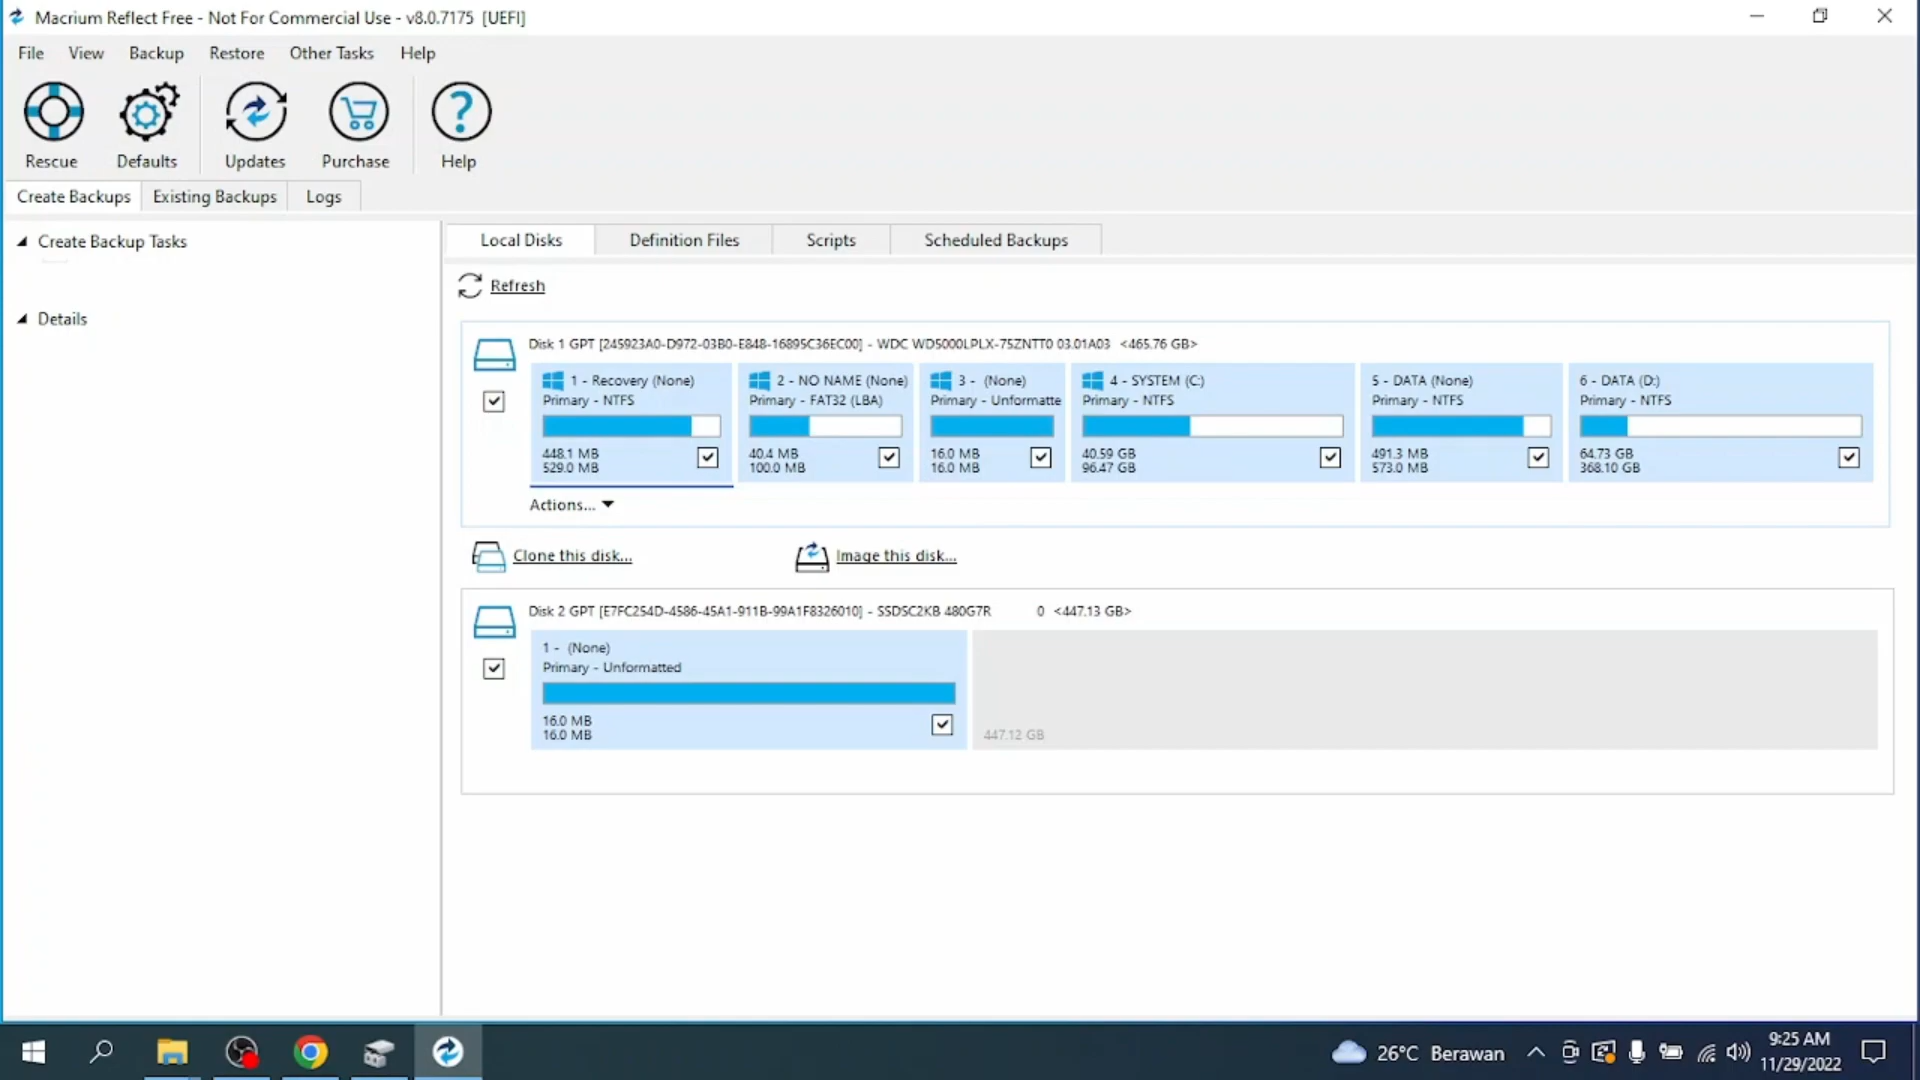 Macrium Reflect Free - Not For Commercial Use - v8.0.7175 [UEFI]
File View Backup Restore Other Tasks Help
Rescue Defaults Updates Purchase Help
Create Backups Existing Backups Logs
Create Backup Tasks
Details
Local Disks Definition Files Scripts Scheduled Backups
Refresh
Disk 1 GPT [245923A0-D972-03B0-E848-16895C36EC00] - WDC WD5000LPLX-75ZNTT0 03.01A03 <465.76 GB>
1 - Recovery (None)
Primary - NTFS
448.1 MB
529.0 MB
2 - NO NAME (None)
Primary - FAT32 (LBA)
40.4 MB
100.0 MB
3 - (None)
Primary - Unformatte
16.0 MB
16.0 MB
4 - SYSTEM (C:)
Primary - NTFS
40.59 GB
96.47 GB
5 - DATA (None)
Primary - NTFS
491.3 MB
573.0 MB
6 - DATA (D:)
Primary - NTFS
64.73 GB
368.10 GB
Actions...
Clone this disk... Image this disk...
Disk 2 GPT [E7FC254D-4586-45A1-911B-99A1F8326010] - SSDSC2KB 480G7R 0 <447.13 GB>
1 - (None)
Primary - Unformatted
16.0 MB
16.0 MB
447.12 GB
26°C Berawan
9:25 AM
11/29/2022